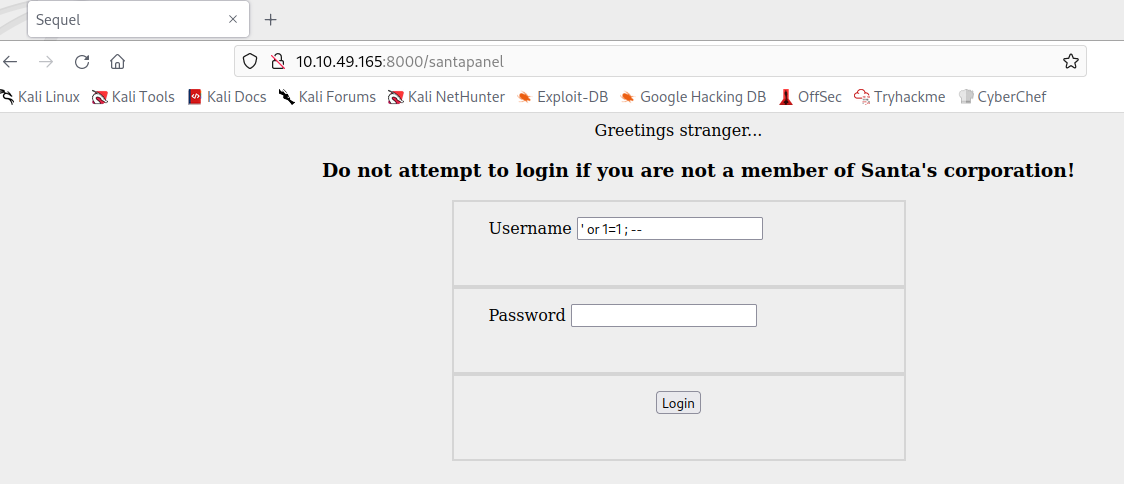 Sequel
10.10.49.165:8000/santapanel
Kali Linux Kali Tools Kali Docs Kali Forums Kali NetHunter Exploit-DB Google Hacking DB OffSec Tryhackme CyberChef
Greetings stranger...
Do not attempt to login if you are not a member of Santa's corporation!
Username ' or 1=1 ; --
Password
Login